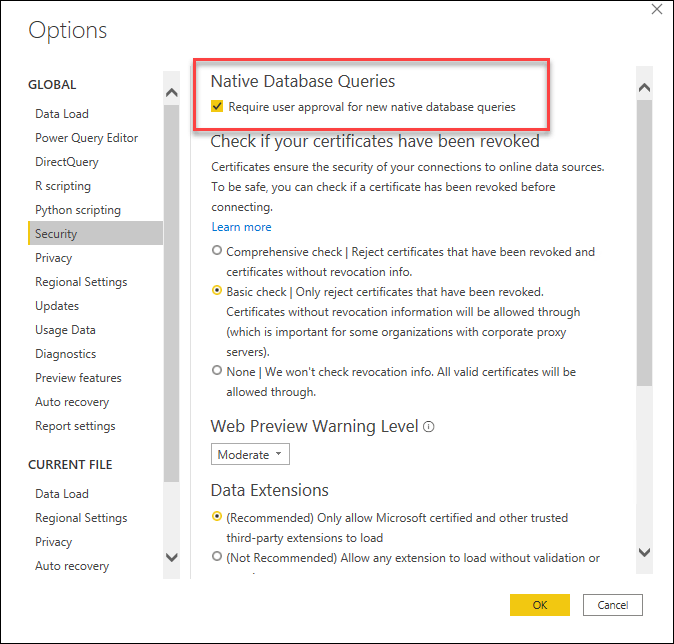 Options
GLOBAL
Data Load
Power Query Editor
DirectQuery
R scripting
Python scripting
Security
Privacy
Regional Settings
Updates
Usage Data
Diagnostics
Preview features
Auto recovery
Report settings
CURRENT FILE
Data Load
Regional Settings
Privacy
Auto recovery
Native Database Queries
Require user approval for new native database queries
Check if your certificates have been revoked
Certificates ensure the security of your connections to online data sources.
To be safe, you can check if a certificate has been revoked before
connecting.
Learn more
Comprehensive check | Reject certificates that have been revoked and
certificates without revocation info.
Basic check | Only reject certificates that have been revoked.
Certificates without revocation information will be allowed through
(which is important for some organizations with corporate proxy
servers).
None | We won't check revocation info. All valid certificates will be
allowed through.
Web Preview Warning Level
Moderate
Data Extensions
(Recommended) Only allow Microsoft certified and other trusted
third-party extensions to load
(Not Recommended) Allow any extension to load without validation or
OK
Cancel